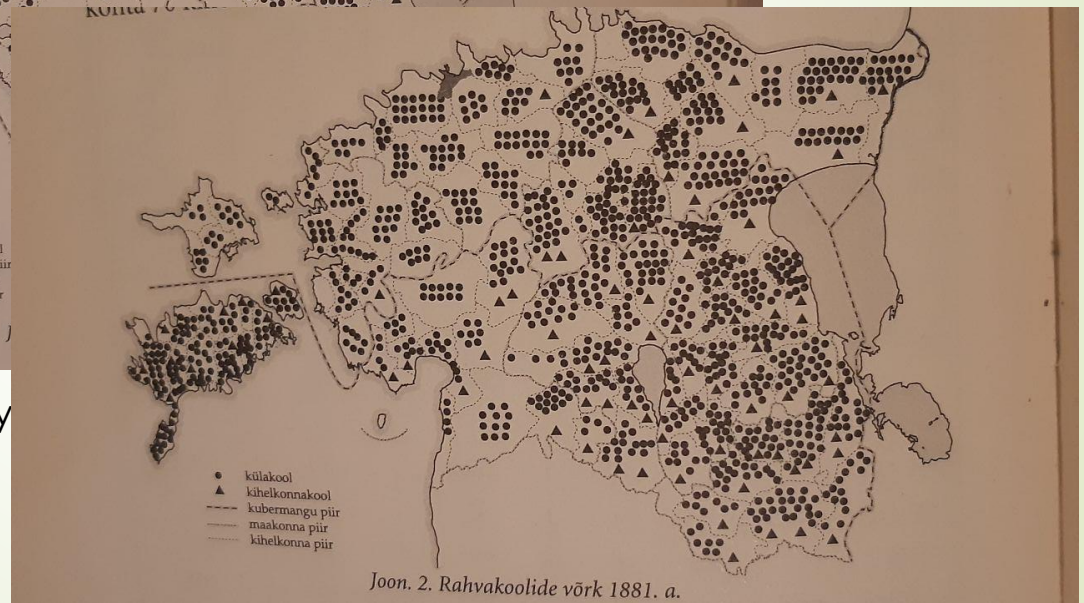 külakool
kihelkonnakool
kubermangu piir
maakonna piir
kihelkonna piir
Joon. 2. Rahvakoolide võrk 1881. a.